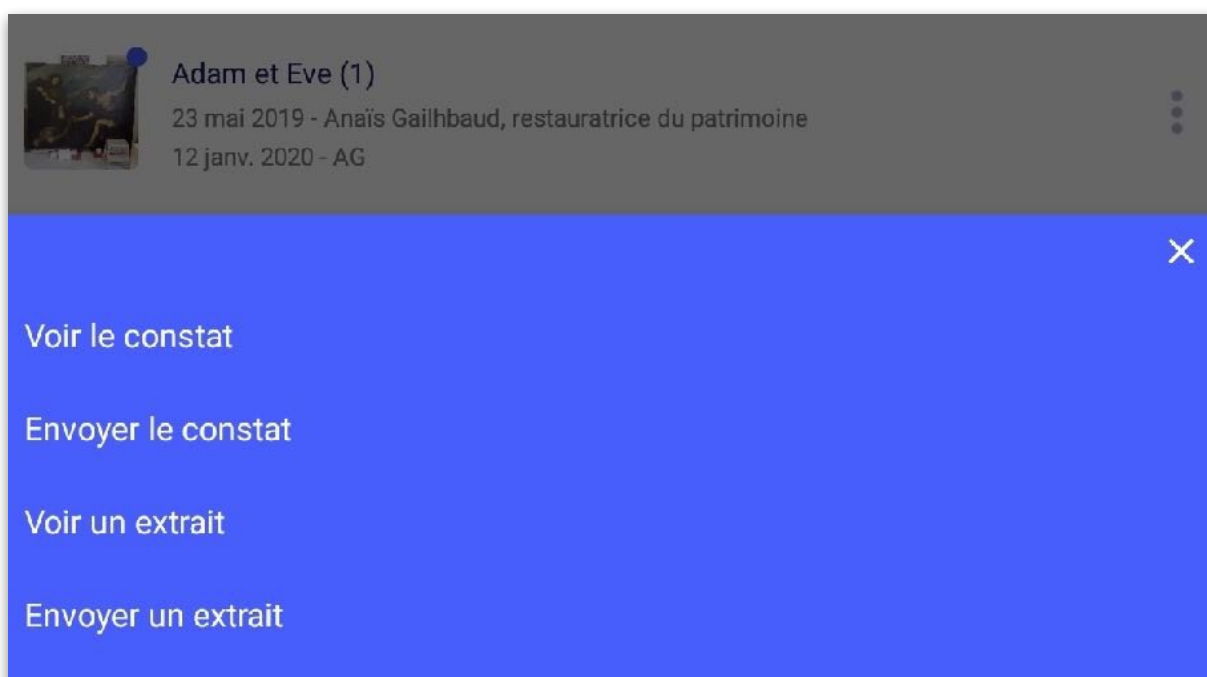 Adam et Eve (1)
23 mai 2019 - Anaïs Gailhbaud, restauratrice du patrimoine
12 janv. 2020 - AG
Voir le constat
Envoyer le constat
Voir un extrait
Envoyer un extrait